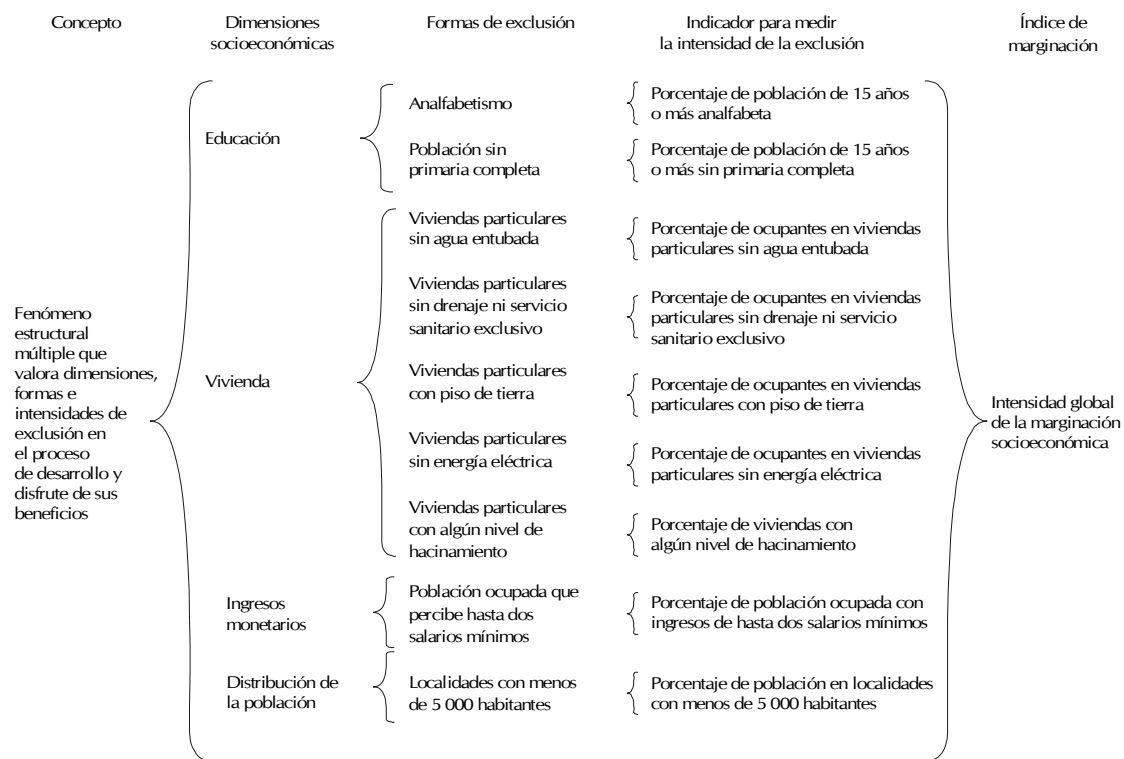 Concepto
Dimensiones
socioeconómicas
Formas de exclusión
Indicador para medir
la intensidad de la exclusión
Índice de
marginación
Fenómeno
estructural
múltiple que
valora dimensiones,
formas e
intensidades de
exclusión en
el proceso
de desarrollo y
disfrute de sus
beneficios
Educación
Analfabetismo
Porcentaje de población de 15 años
o más analfabeta
Población sin
primaria completa
Porcentaje de población de 15 años
o más sin primaria completa
Vivienda
Viviendas particulares
sin agua entubada
Porcentaje de ocupantes en viviendas
particulares sin agua entubada
Viviendas particulares
sin drenaje ni servicio
sanitario exclusivo
Porcentaje de ocupantes en viviendas
particulares sin drenaje ni servicio
sanitario exclusivo
Viviendas particulares
con piso de tierra
Porcentaje de ocupantes en viviendas
particulares con piso de tierra
Viviendas particulares
sin energía eléctrica
Porcentaje de ocupantes en viviendas
particulares sin energía eléctrica
Viviendas particulares
con algún nivel de
hacinamiento
Porcentaje de viviendas con
algún nivel de hacinamiento
Ingresos
monetarios
Población ocupada que
percibe hasta dos
salarios mínimos
Porcentaje de población ocupada con
ingresos de hasta dos salarios mínimos
Distribución de
la población
Localidades con menos
de 5 000 habitantes
Porcentaje de población en localidades
con menos de 5 000 habitantes
Intensidad global
de la marginación
socioeconómica